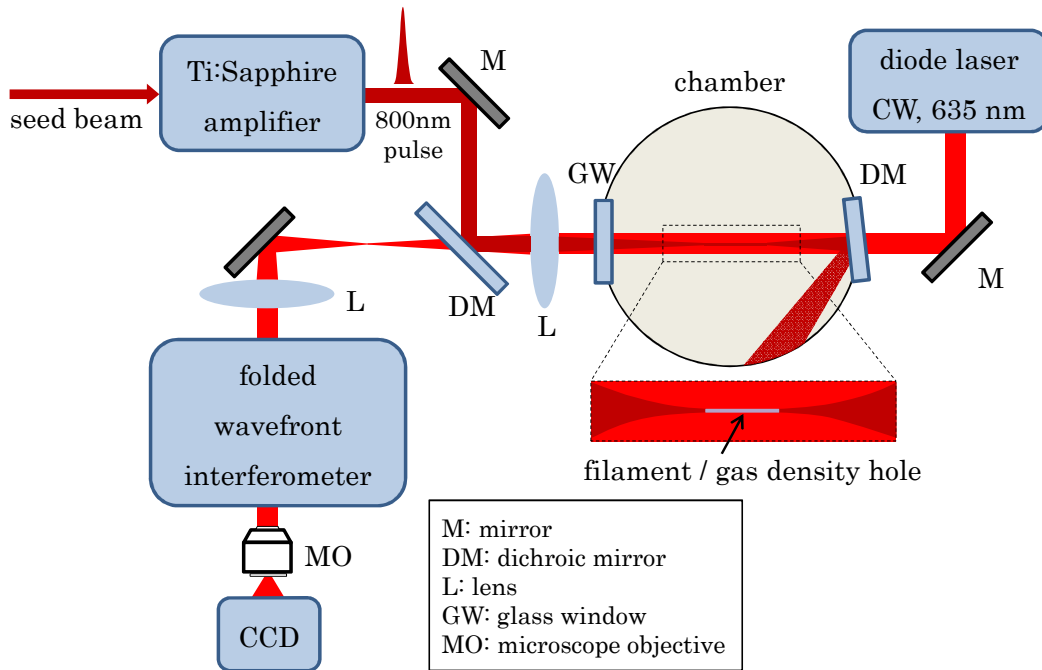 seed beam
Ti:Sapphire
amplifier
800nm
pulse
M
chamber
diode laser
CW, 635 nm
GW
DM
M
DM
L
L
folded
wavefront
interferometer
MO
CCD
filament / gas density hole
M: mirror
DM: dichroic mirror
L: lens
GW: glass window
MO: microscope objective